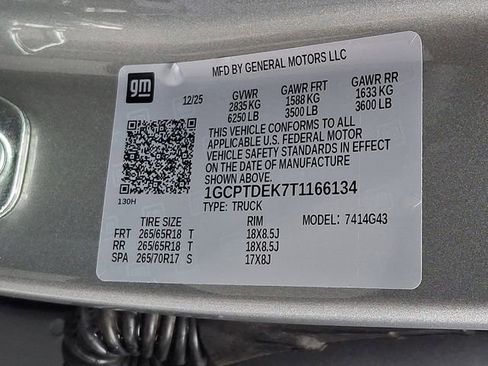 MFD BY GENERAL MOTORS LLC
gm
12/25
GVWR GAWR FRT GAWR RR
2835 KG 1588 KG 1633 KG
6250 LB 3500 LB 3600 LB
THIS VEHICLE CONFORMS TO ALL
APPLICABLE U.S. FEDERAL MOTOR
VEHICLE SAFETY STANDARDS IN EFFECT
ON THE DATE OF MANUFACTURE
SHOWN ABOVE.
130H
1GCPTDEK7T1166134
TYPE: TRUCK
TIRE SIZE RIM MODEL: 7414G43
FRT 265/65R18 T 18X8.5J
RR 265/65R18 T 18X8.5J
SPA 265/70R17 S 17X8J